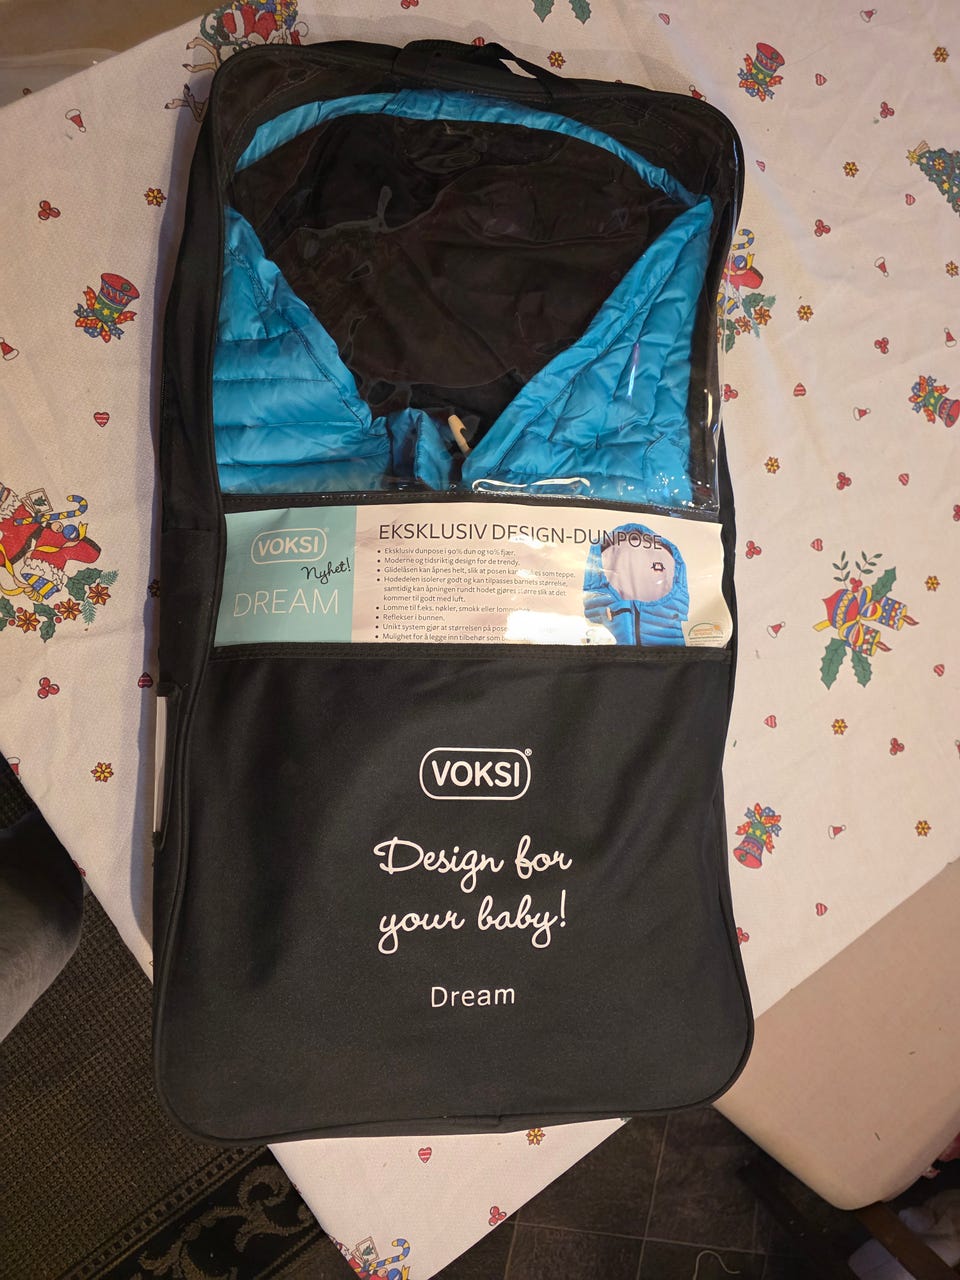 VOKSI
Nyhet!
DREAM
EKSKLUSIV DESIGN-DUNPOSE
• Eksklusiv dunpose i 90% dun og 10% fjær.
• Moderne og tidsriktig design for de trendy.
• Glidelåsen kan åpnes helt, slik at posen kan brukes som teppe.
• Hodedelen isolerer godt og kan tilpasses barnets størrelse,
samtidig kan åpningen rundt hodet gjøres større slik at det
kommer til godt med luft.
• Lomme til f.eks. nøkler, smokk eller
• Reflekser i bunnen.
• Unikt system gjør at størrelsen på
• Mulighet for å legge inn tilbehør som
VOKSI®
Design for
your baby!
Dream